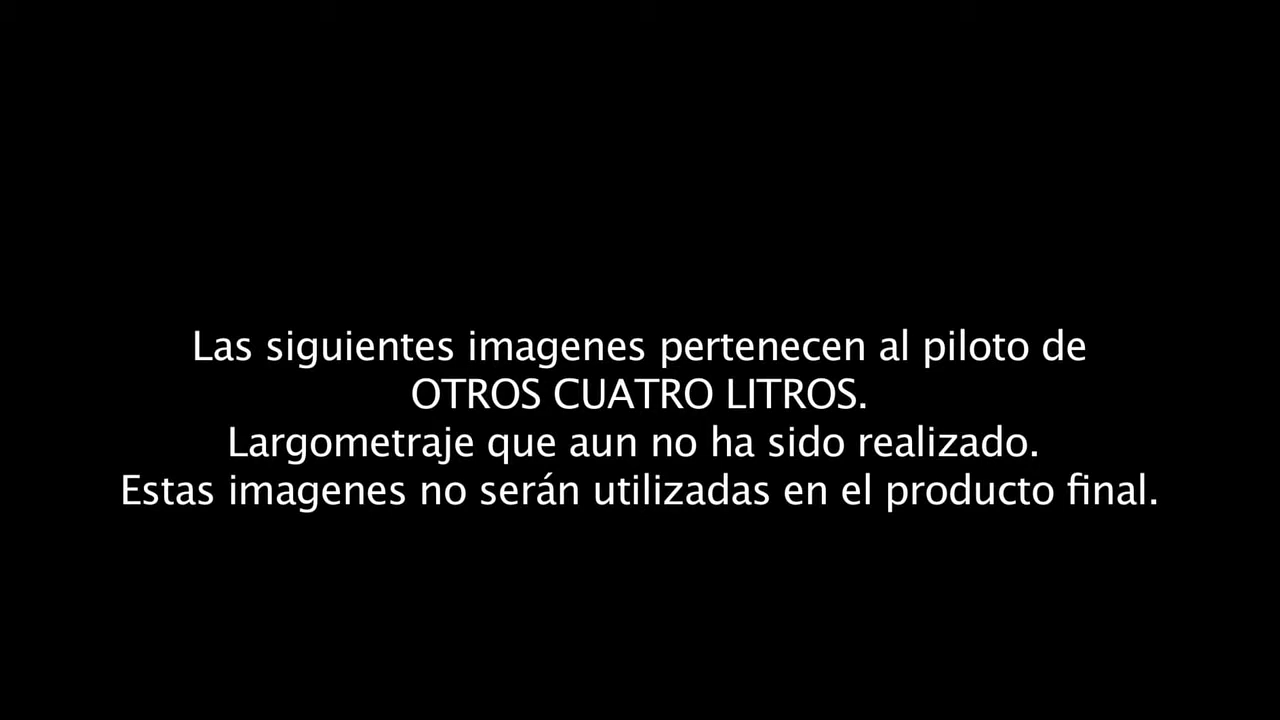 Las siguientes imagenes pertenecen al piloto de
OTROS CUATRO LITROS.
Largometraje que aun no ha sido realizado.
Estas imagenes no serán utilizadas en el producto final.